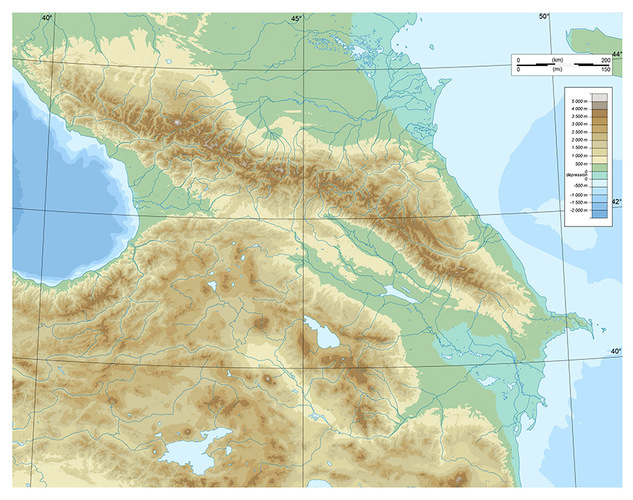 40°
45°
50°
44°
0 (km) 200
0 (mi) 150
5 000 m
4 000 m
3 500 m
3 000 m
2 500 m
2 000 m
1 500 m
1 000 m
500 m
0
depression
0
-500 m
-1 000 m
-1 500 m
-2 000 m
42°
40°